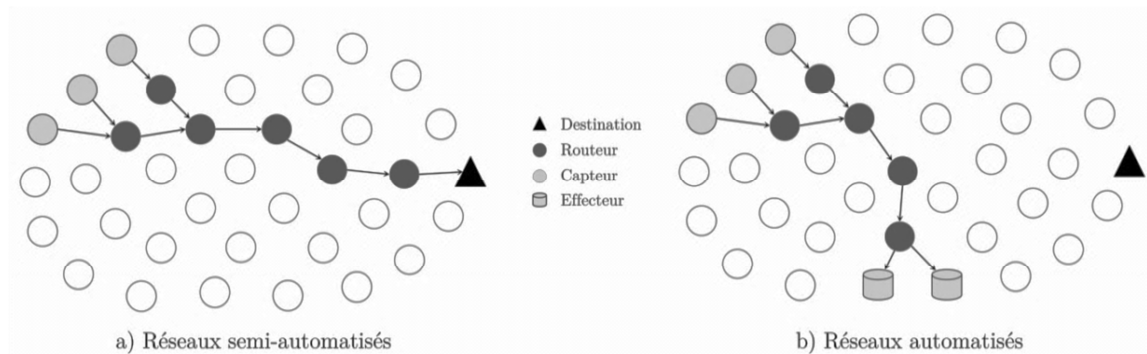 Destination
Routeur
Capteur
Effecteur
a) Réseaux semi-automatisés
b) Réseaux automatisés